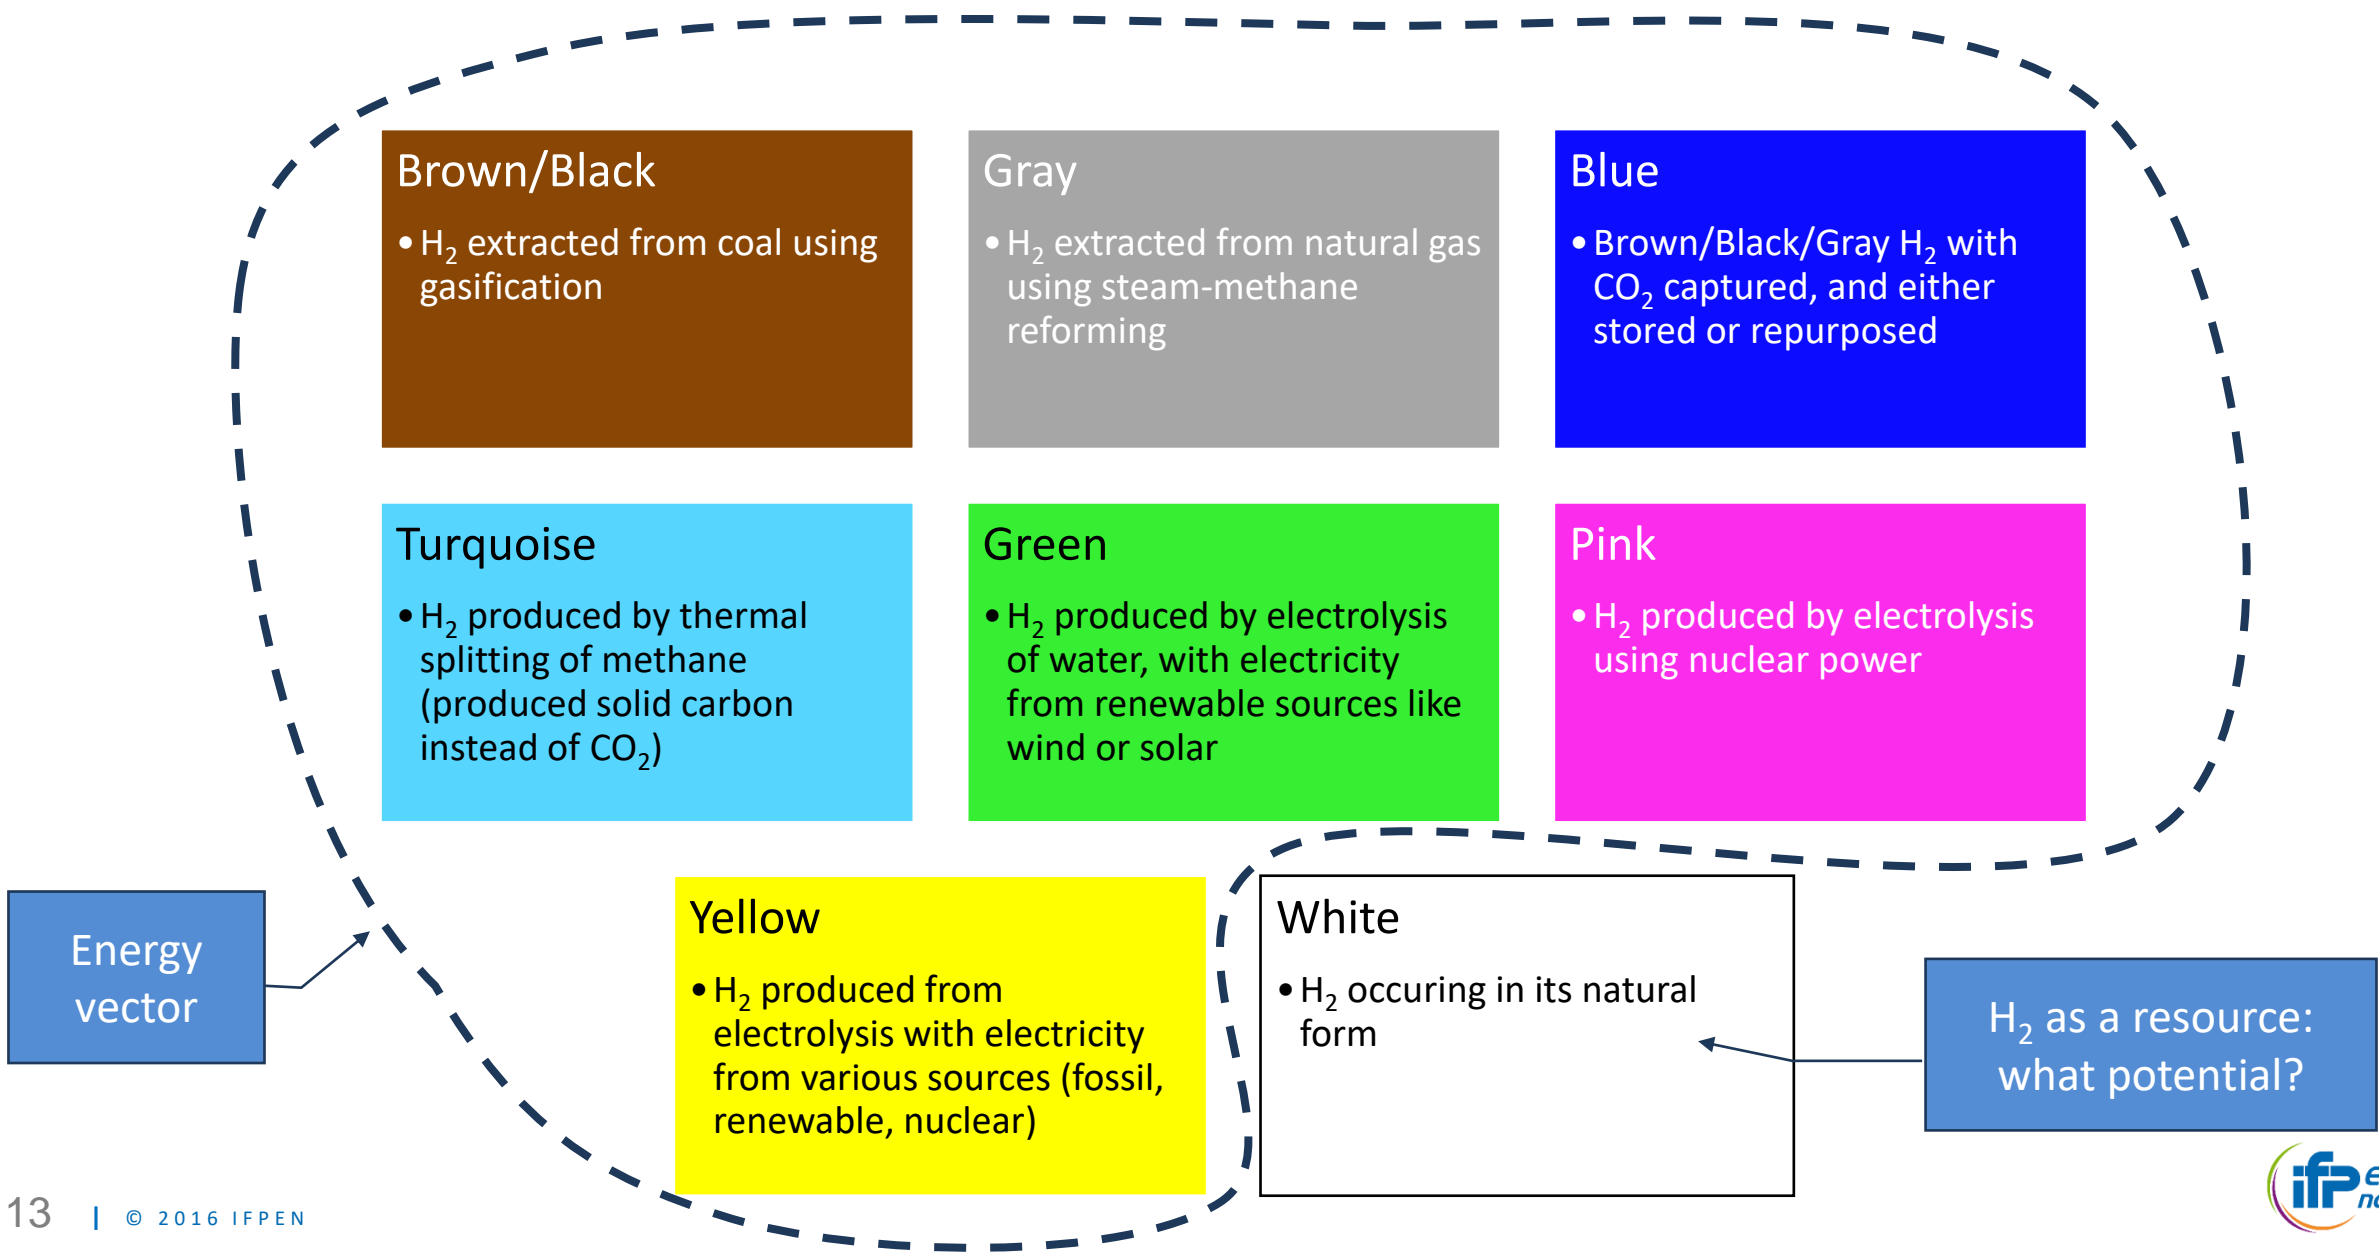 Brown/Black
• H₂ extracted from coal using
gasification
Gray
• H₂ extracted from natural gas
using steam-methane
reforming
Blue
• Brown/Black/Gray H₂ with
CO₂ captured, and either
stored or repurposed
Turquoise
• H₂ produced by thermal
splitting of methane
(produced solid carbon
instead of CO₂)
Green
• H₂ produced by electrolysis
of water, with electricity
from renewable sources like
wind or solar
Pink
• H₂ produced by electrolysis
using nuclear power
Energy
vector
Yellow
• H₂ produced from
electrolysis with electricity
from various sources (fossil,
renewable, nuclear)
White
• H₂ occuring in its natural
form
H₂ as a resource:
what potential?
13 | © 2016 IFPEN
ifp